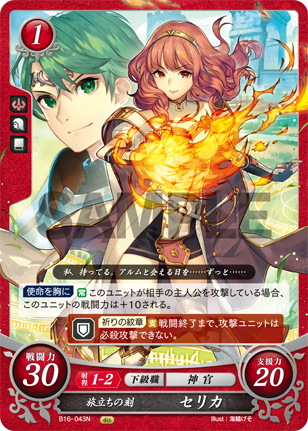 1
SAMPLE
私、待ってる。アルムと会える日を……ずっと……
使命を胸に 常 このユニットが相手の主人公を攻撃している場合、
このユニットの戦闘力は+10される。
祈りの紋章 支 戦闘終了まで、攻撃ユニットは
必殺攻撃できない。
戦闘力
30
射程 1-2 下級職 神官
支援力
20
旅立ちの刻 セリカ
B16-043N Illust:海鵜げそ